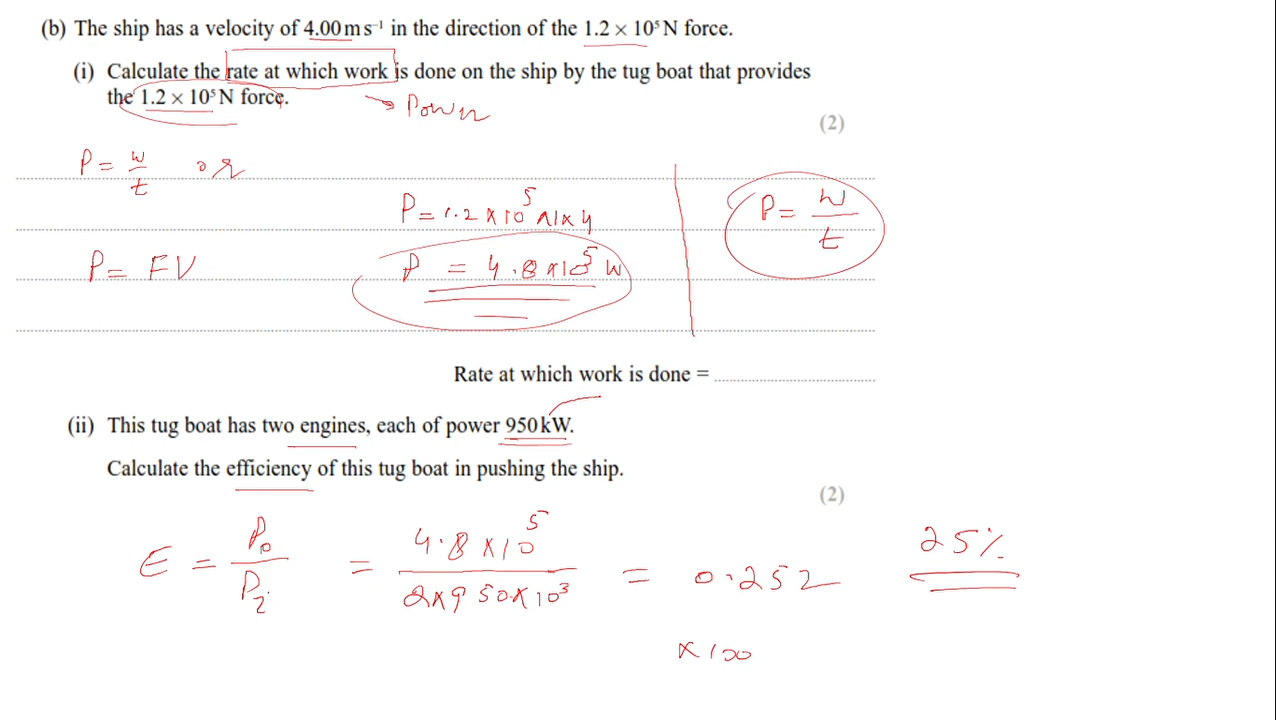 (b) The ship has a velocity of 4.00 m s⁻¹ in the direction of the 1.2 × 10⁵ N force.
(i) Calculate the rate at which work is done on the ship by the tug boat that provides
the 1.2 × 10⁵ N force.
→ Power
(2)
P = w/t or
P = 1.2 × 10⁵ N × 4
P = W/t
P = FV
P = 4.8 × 10⁵ W
Rate at which work is done =
(ii) This tug boat has two engines, each of power 950 kW.
Calculate the efficiency of this tug boat in pushing the ship.
(2)
E = P₀/Pᵢ = 4.8 × 10⁵/2 × 950 × 10³ = 0.252 25%
× 100